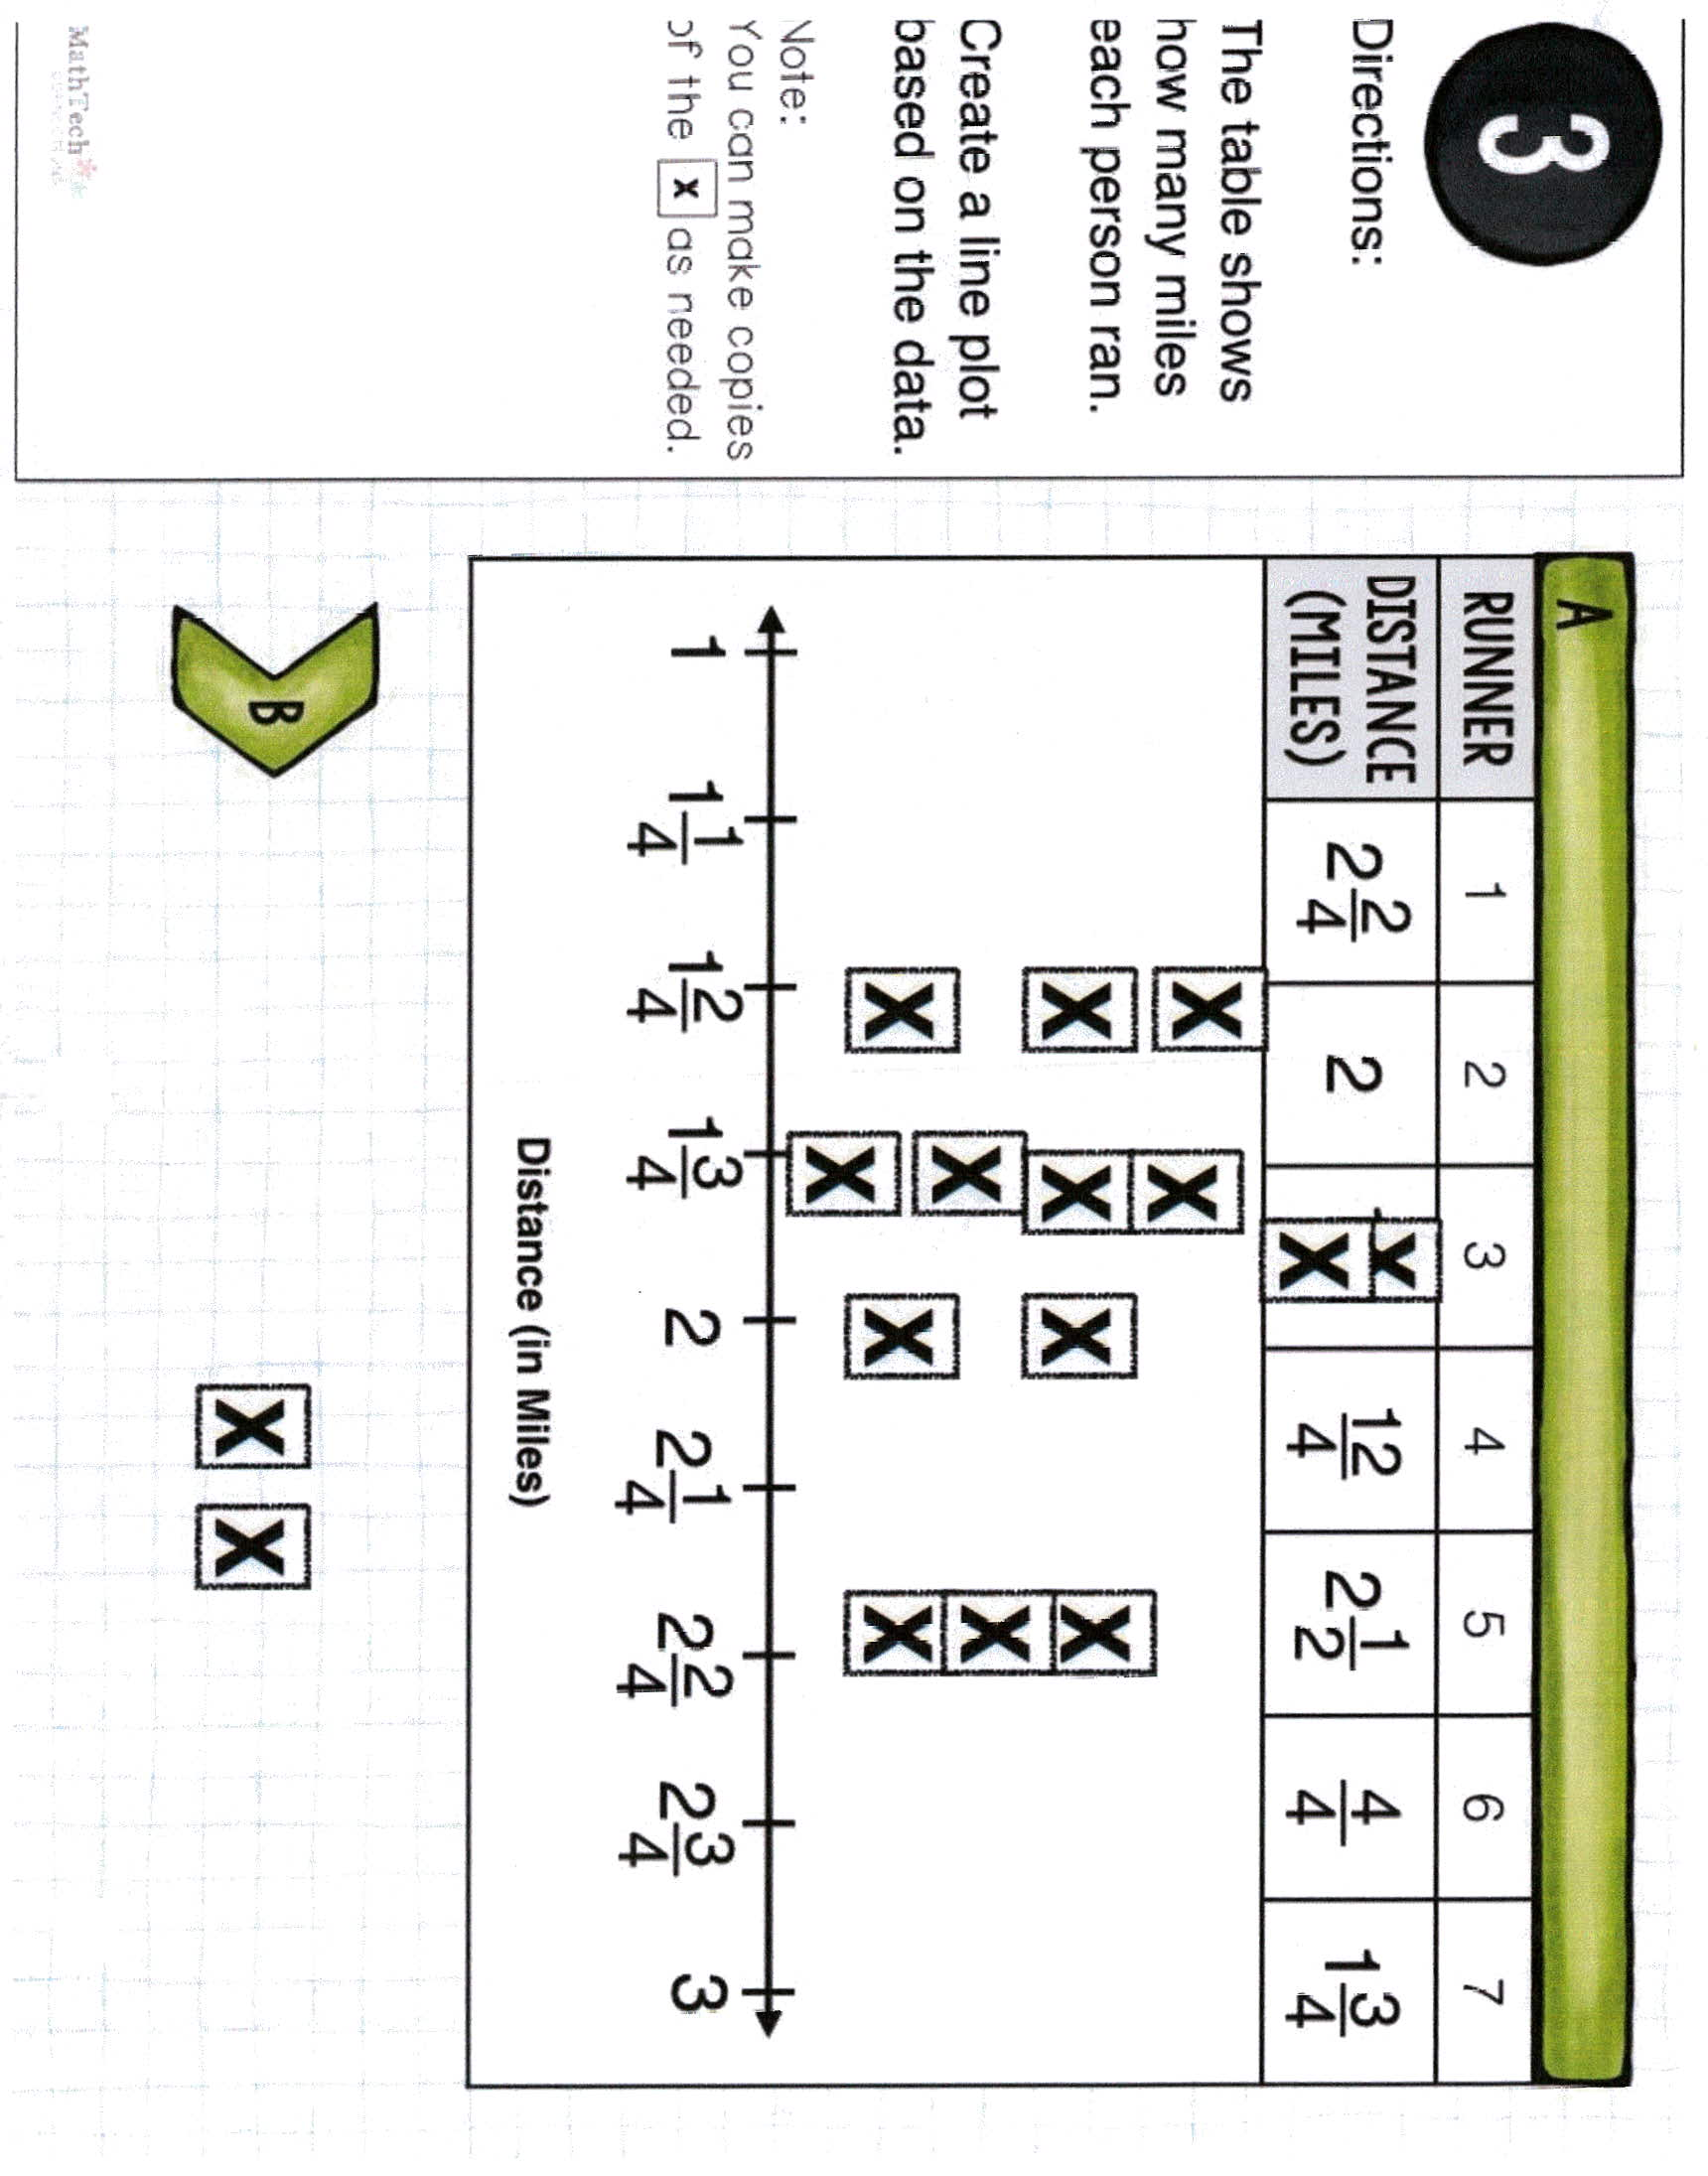 3
Directions:
The table shows
how many miles
each person ran.
Create a line plot
based on the data.
Note:
You can make copies
of the x as needed.
MathTech
A
RUNNER 1 2 3 4 5 6 7
DISTANCE (MILES) 2 2/4 2 1 12/4 2 1/2 4/4 1 3/4
X X
X
X X
X X X
X X X
X X X
1 1 1/4 1 2/4 1 3/4 2 2 1/4 2 2/4 2 3/4 3
Distance (in Miles)
B
X X